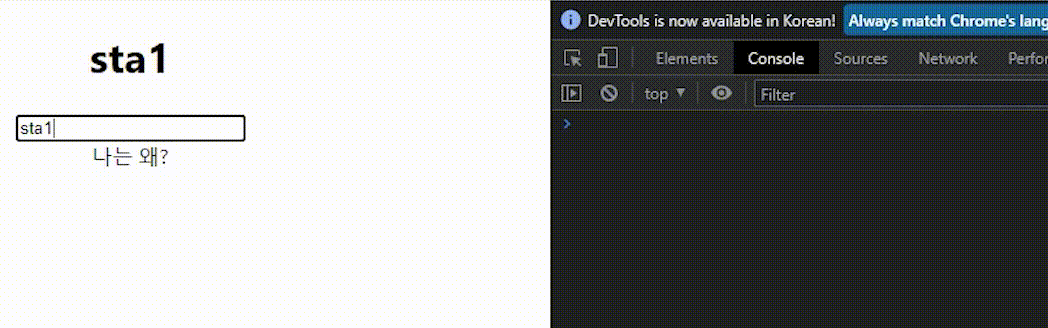 sta1
sta1
나는 왜?
DevTools is now available in Korean! Always match Chrome's lang
Elements Console Sources Network Perfor
top Filter